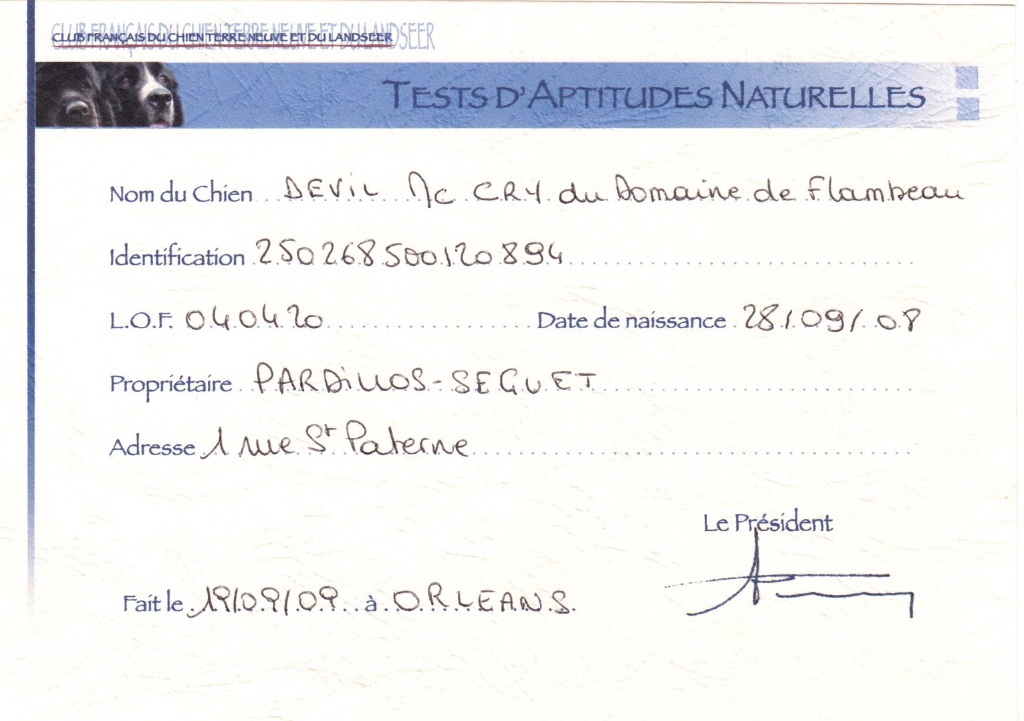 CLUB FRANÇAIS DU CHIEN TERRE NEUVE ET DU LANDSEER
TESTS D'APTITUDES NATURELLES
Nom du Chien DEVIL Mc CRY du Domaine de Flambeau
Identification 250268500120894
L.O.F. 040420 Date de naissance 28/09/08
Propriétaire PARDILLOS-SEGUET
Adresse 1 rue St Paterne
Le Président
Fait le 19/09/09 à ORLEANS.